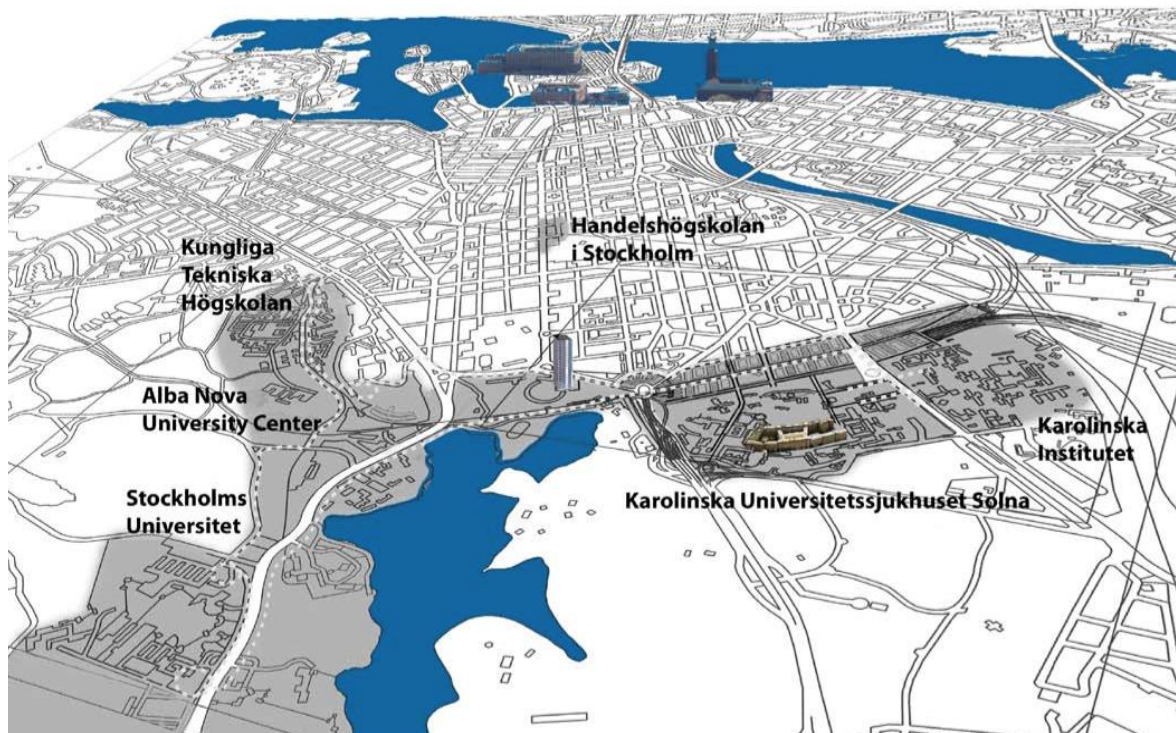 Handelshögskolan
i Stockholm
Kungliga
Tekniska
Högskolan
Alba Nova
University Center
Karolinska
Institutet
Stockholms
Universitet
Karolinska Universitetssjukhuset Solna